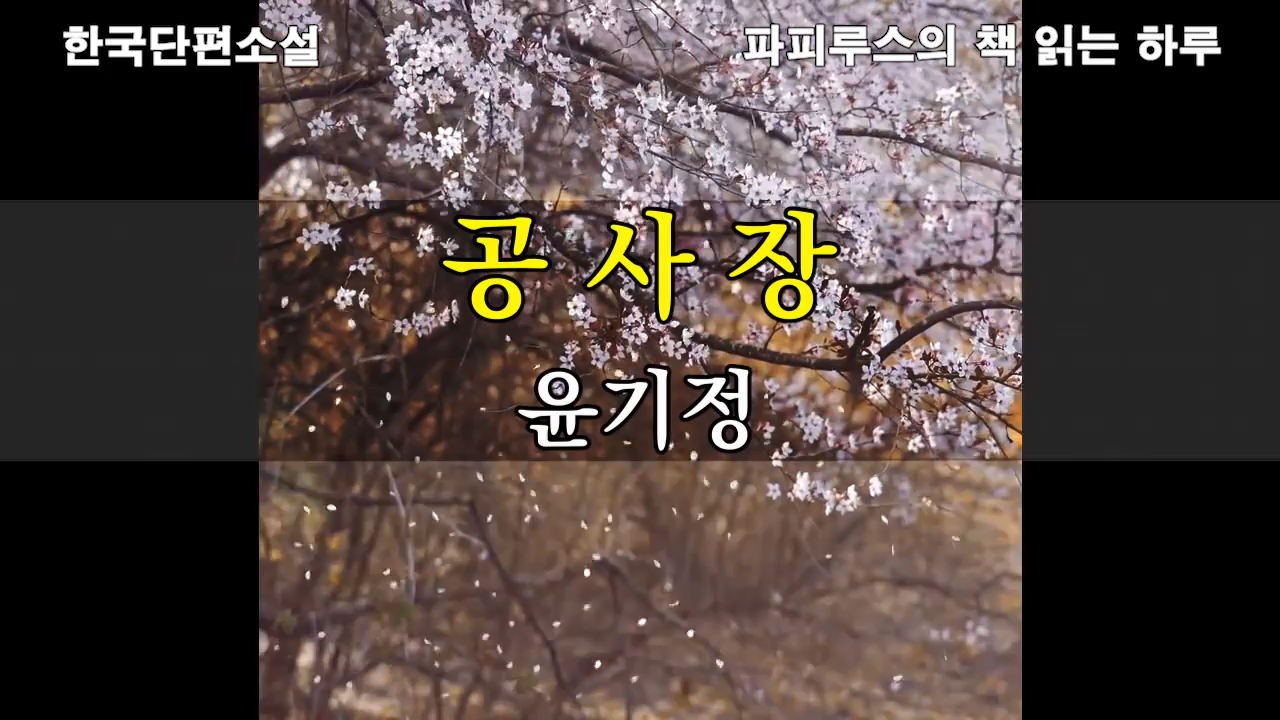 한국단편소설
파피루스의 책 읽는 하루
공사장
윤기정